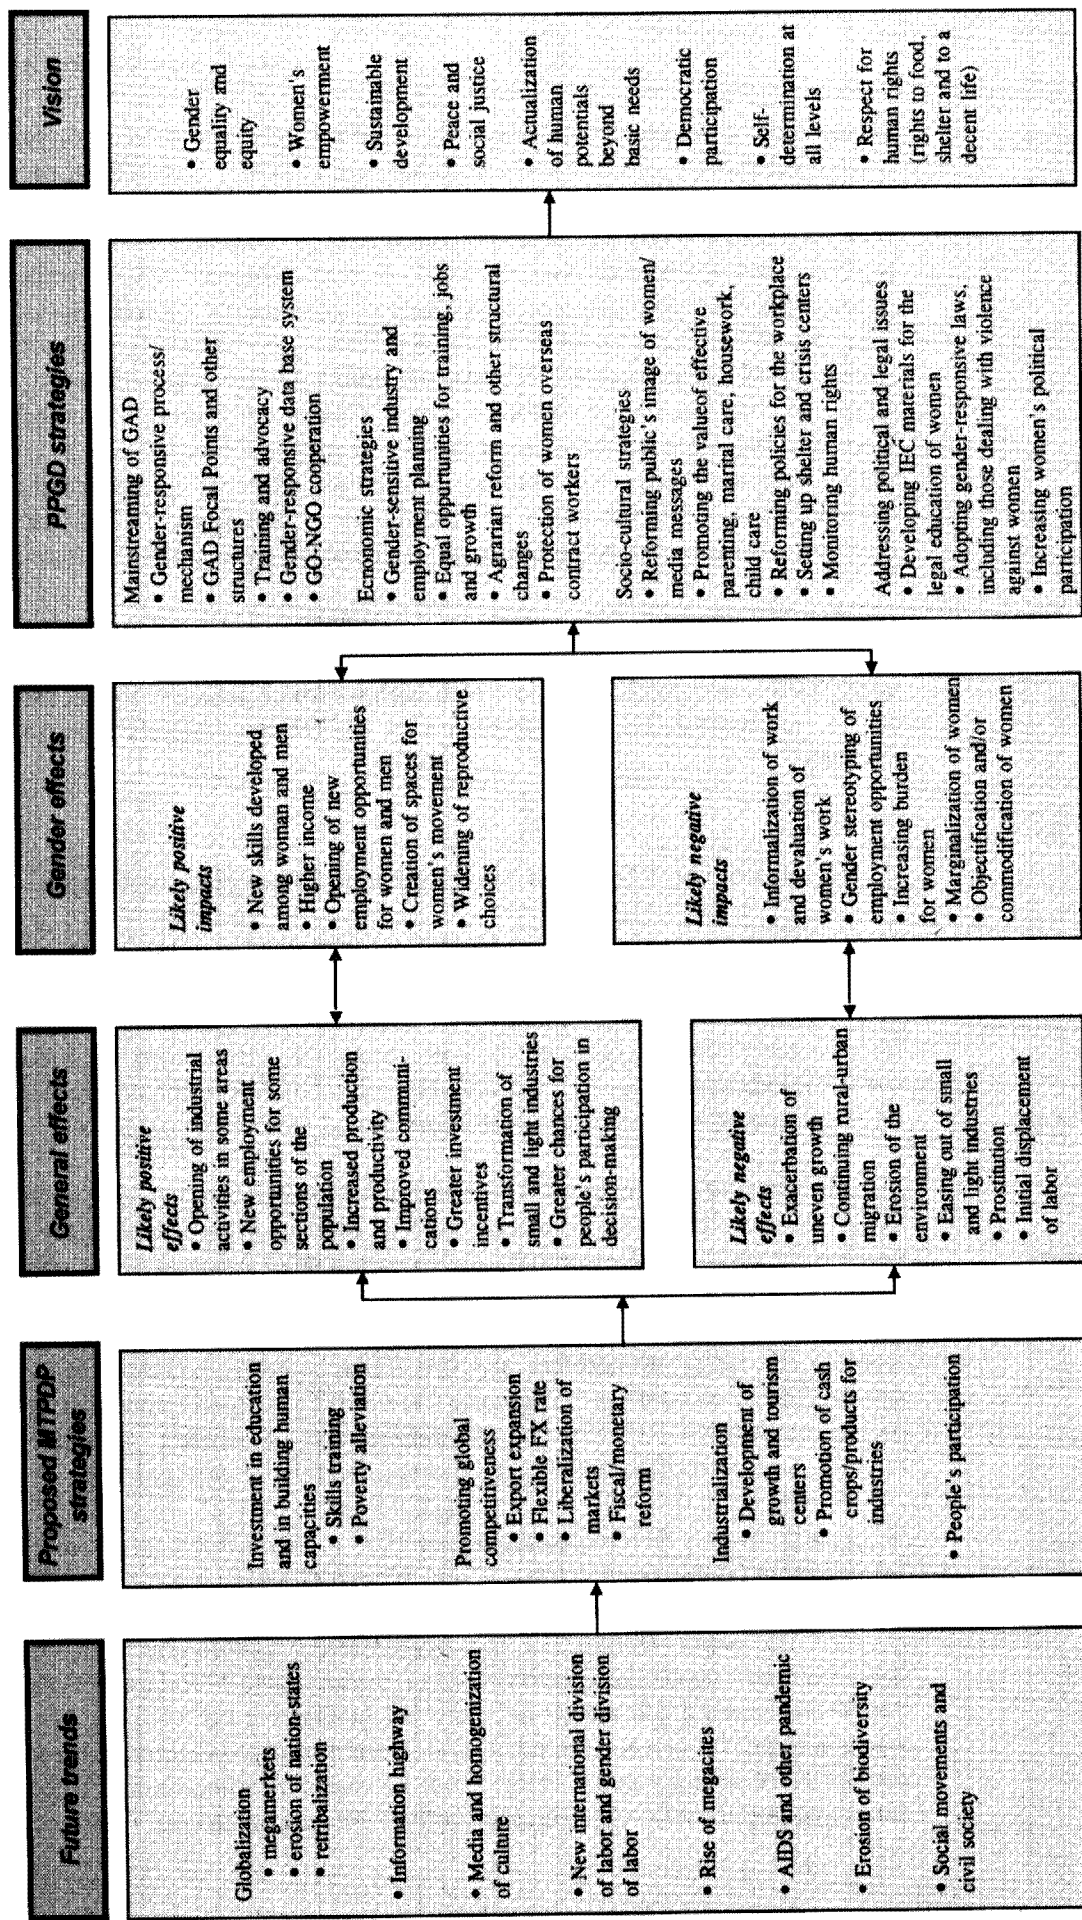 Future trends
Globalization
• megamerkets
• erosion of nation-states
• retribalization
• Information highway
• Media and homogenization
of culture
• New international division
of labor and gender division
of labor
• Rise of megacites
• AIDS and other pandemic
• Erosion of biodiversity
• Social movements and
civil society
Proposed MTPDP
strategies
Investment in education
and in building human
capacities
• Skills training
• Poverty alleviation
Promoting global
competitiveness
• Export expansion
• Flexible FX rate
• Liberalization of
markets
• Fiscal/monetary
reform
Industrialization
• Development of
growth and tourism
centers
• Promotion of cash
crops/products for
industries
• People's participation
General effects
Likely positive
effects
• Opening of industrial
activities in some areas
• New employment
opportunities for some
sections of the
population
• Increased production
and productivity
• Improved communi-
cations
• Greater investment
incentives
• Transformation of
small and light industries
• Greater chances for
people's participation in
decision-making
Likely negative
effects
• Exacerbation of
uneven growth
• Continuing rural-urban
migration
• Erosion of the
environment
• Easing out of small
and light industries
• Prostitution
• Initial displacement
of labor
Gender effects
Likely positive
impacts
• New skills developed
among woman and men
• Higher income
• Opening of new
employment opportunities
for women and men
• Creation of spaces for
women's movement
• Widening of reproductive
choices
Likely negative
impacts
• Informalization of work
and devaluation of
women's work
• Gender stereotyping of
employment opportunities
• Increasing burden
for women
• Marginalization of women
• Objectification and/or
commodification of women
PPGD strategies
Mainstreaming of GAD
• Gender-responsive process/
mechanism
• GAD Focal Points and other
structures
• Training and advocacy
• Gender-responsive data base system
• GO-NGO cooperation
Ecnonomic strategies
• Gender-sensitive industry and
employment planning
• Equal oppurtunities for training, jobs
and growth
• Agrarian reform and other structural
changes
• Protection of women overseas
contract workers
Socio-cultural strategies
• Reforming public's image of women/
media messages
• Promoting the valueof effective
parenting, marital care, housework,
child care
• Reforming policies for the workplace
• Setting up shelter and crisis centers
• Monitoring human rights
Addressing political and legal issues
• Developing IEC materials for the
legal education of women
• Adopting gender-responsive laws,
including those dealing with violence
against women
• Increasing women's political
participation
Vision
• Gender
equality and
equity
• Women's
empowerment
• Sustainable
development
• Peace and
social justice
• Actualization
of human
potentials
beyond
basic needs
• Democratic
participation
• Self-
determination at
all levels
• Respect for
human rights
(rights to food,
shelter and to a
decent life)